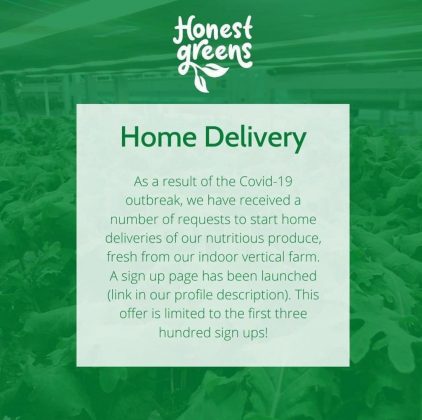 Honest
greens
Home Delivery
As a result of the Covid-19
outbreak, we have received a
number of requests to start home
deliveries of our nutritious produce,
fresh from our indoor vertical farm.
A sign up page has been launched
(link in our profile description). This
offer is limited to the first three
hundred sign ups!